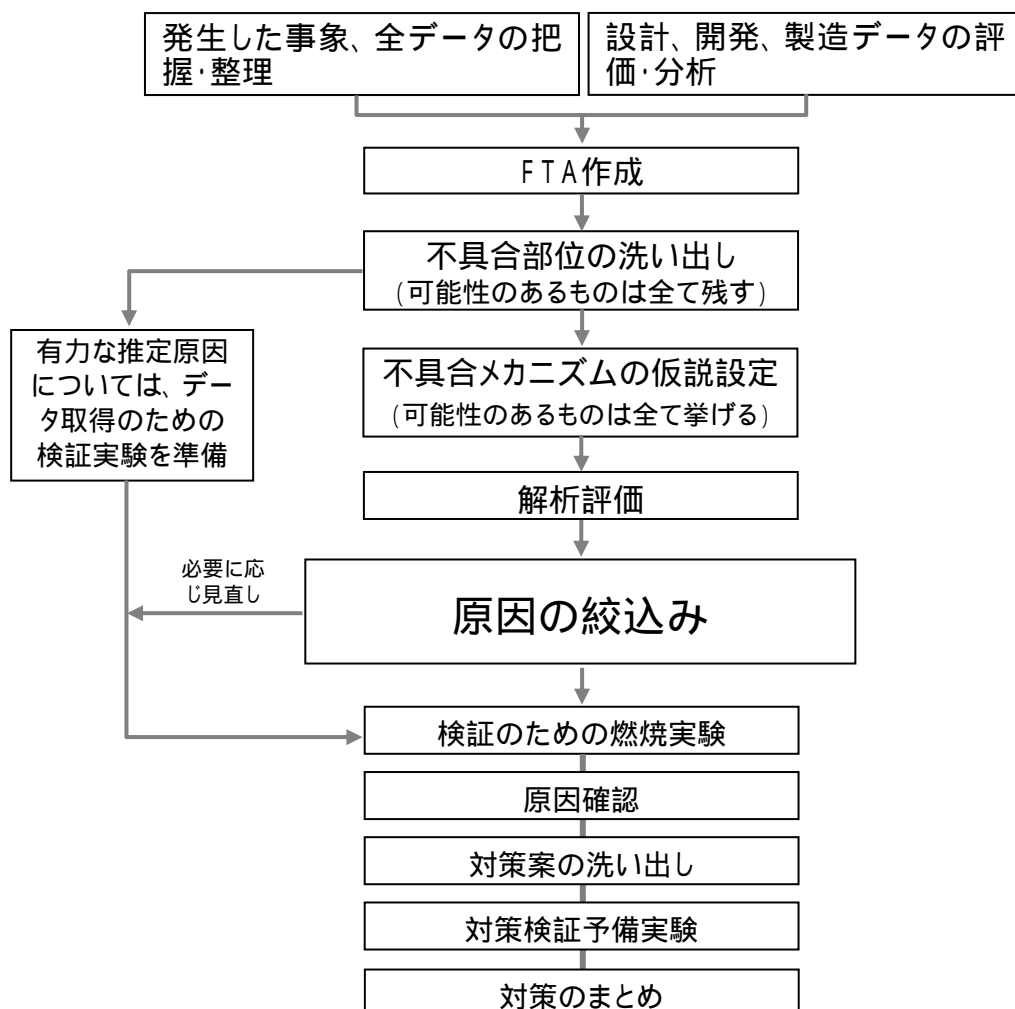 発生した事象、全データの把
握・整理
設計、開発、製造データの評
価・分析
FTA作成
不具合部位の洗い出し
(可能性のあるものは全て残す)
有力な推定原因
については、デー
タ取得のための
検証実験を準備
不具合メカニズムの仮説設定
(可能性のあるものは全て挙げる)
解析評価
必要に応
じ見直し
原因の絞込み
検証のための燃焼実験
原因確認
対策案の洗い出し
対策検証予備実験
対策のまとめ